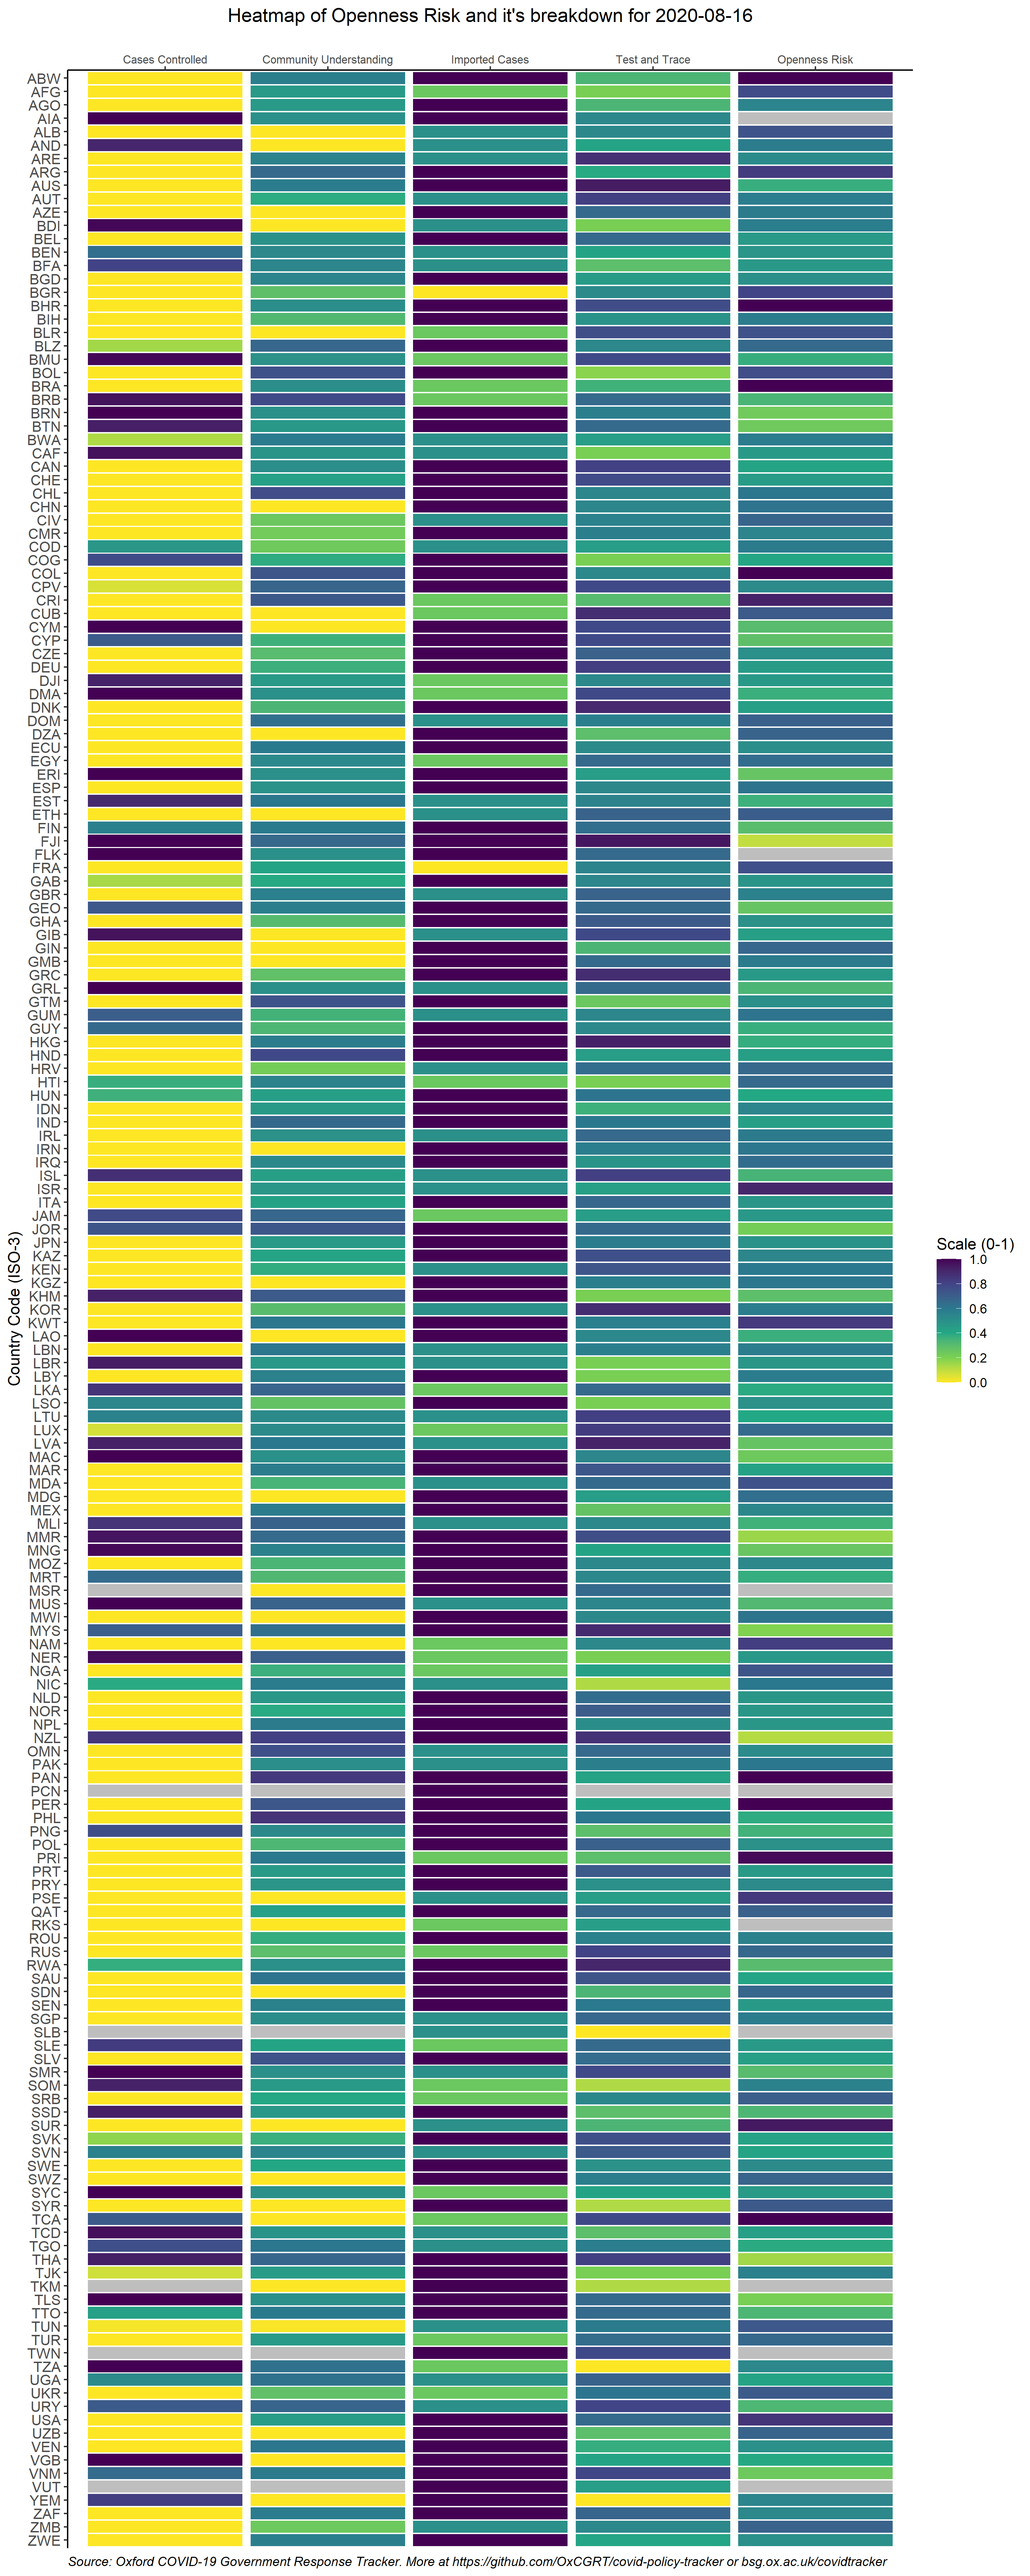 Heatmap of Openness Risk and it's breakdown for 2020-08-16
Cases Controlled Community Understanding Imported Cases Test and Trace Openness Risk
ABW
AFG
AGO
AIA
ALB
AND
ARE
ARG
AUS
AUT
AZE
BDI
BEL
BEN
BFA
BGD
BGR
BHR
BIH
BLR
BLZ
BMU
BOL
BRA
BRB
BRN
BTN
BWA
CAF
CAN
CHE
CHL
CHN
CIV
CMR
COD
COG
COL
CPV
CRI
CUB
CYM
CYP
CZE
DEU
DJI
DMA
DNK
DOM
DZA
ECU
EGY
ERI
ESP
EST
ETH
FIN
FJI
FLK
FRA
GAB
GBR
GEO
GHA
GIB
GIN
GMB
GRC
GRL
GTM
GUM
GUY
HKG
HND
HRV
HTI
HUN
IDN
IND
IRL
IRN
IRQ
ISL
ISR
ITA
JAM
JOR
JPN
KAZ
KEN
KGZ
KHM
KOR
KWT
LAO
LBN
LBR
LBY
LKA
LSO
LTU
LUX
LVA
MAC
MAR
MDA
MDG
MEX
MLI
MMR
MNG
MOZ
MRT
MSR
MUS
MWI
MYS
NAM
NER
NGA
NIC
NLD
NOR
NPL
NZL
OMN
PAK
PAN
PCN
PER
PHL
PNG
POL
PRI
PRT
PRY
PSE
QAT
RKS
ROU
RUS
RWA
SAU
SDN
SEN
SGP
SLB
SLE
SLV
SMR
SOM
SRB
SSD
SUR
SVK
SVN
SWE
SWZ
SYC
SYR
TCA
TCD
TGO
THA
TJK
TKM
TLS
TTO
TUN
TUR
TWN
TZA
UGA
UKR
URY
USA
UZB
VEN
VGB
VNM
VUT
YEM
ZAF
ZMB
ZWE
Country Code (ISO-3)
Scale (0-1)
1.0
0.8
0.6
0.4
0.2
0.0
Source: Oxford COVID-19 Government Response Tracker. More at https://github.com/OxCGRT/covid-policy-tracker or bsg.ox.ac.uk/covidtracker